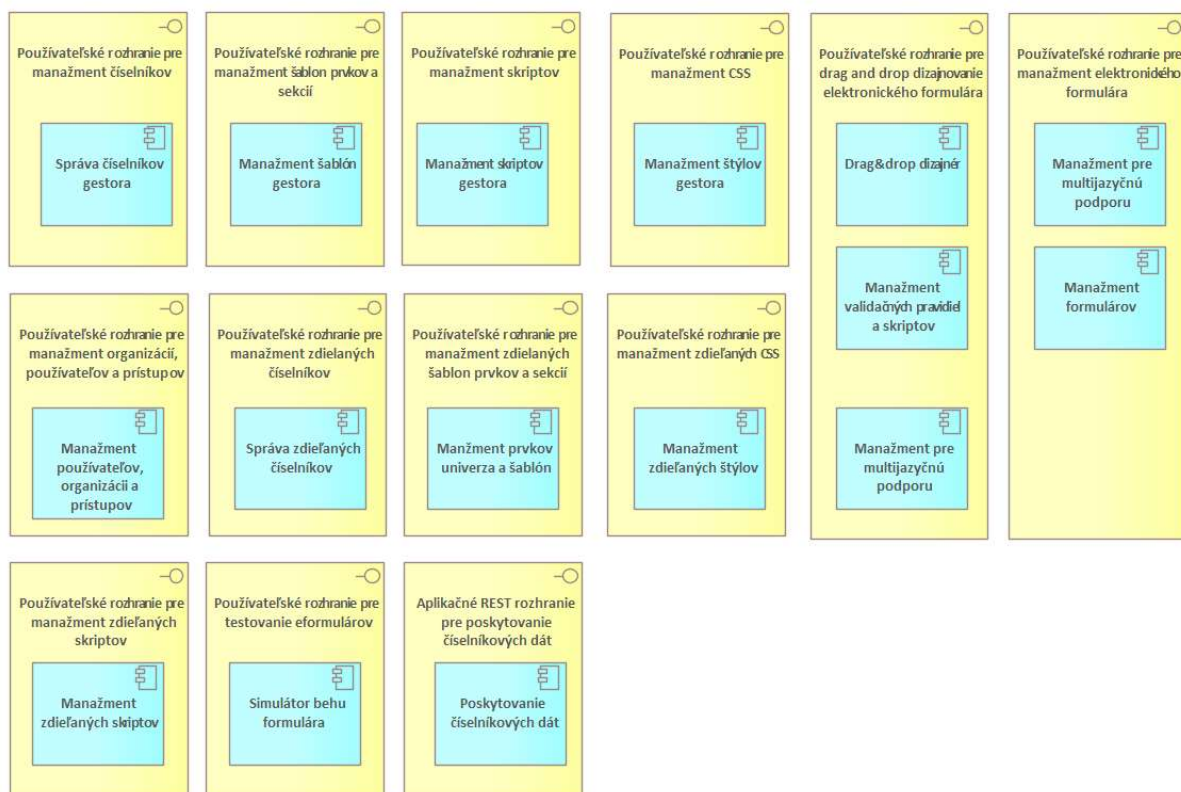 Používateľské rozhranie pre
manažment číselníkov
Správa číselníkov
gestora
Používateľské rozhranie pre
manažment šablon prvkov a
sekcií
Manažment šablón
gestora
Používateľské rozhranie pre
manažment skriptov
Manažment skriptov
gestora
Používateľské rozhranie pre
manažment CSS
Manažment štýlov
gestora
Používateľské rozhranie pre
drag and drop dizajnovanie
elektronického formulára
Drag&drop dizajnér
Manažment
validačných pravidiel
a skriptov
Manažment pre
multijazyčnú
podporu
Používateľské rozhranie pre
manažment elektronického
formulára
Manažment pre
multijazyčnú
podporu
Manažment
formulárov
Používateľské rozhranie pre
manažment organizácií,
používateľov a prístupov
Manažment
používateľov,
organizácii a
prístupov
Používateľské rozhranie pre
manažment zdielaných
číselníkov
Správa zdieľaných
číselníkov
Používateľské rozhranie pre
manažment zdielaných
šablon prvkov a sekcií
Manžment prvkov
univerza a šablón
Používateľské rozhranie pre
manažment zdieľaných CSS
Manažment
zdieľaných štýlov
Používateľské rozhranie pre
manažment zdieľaných
skriptov
Manažment
zdieľaných skriptov
Používateľské rozhranie pre
testovanie eformulárov
Simulátor behu
formulára
Aplikačné REST rozhranie
pre poskytovanie
číselníkových dát
Poskytovanie
číselníkových dát